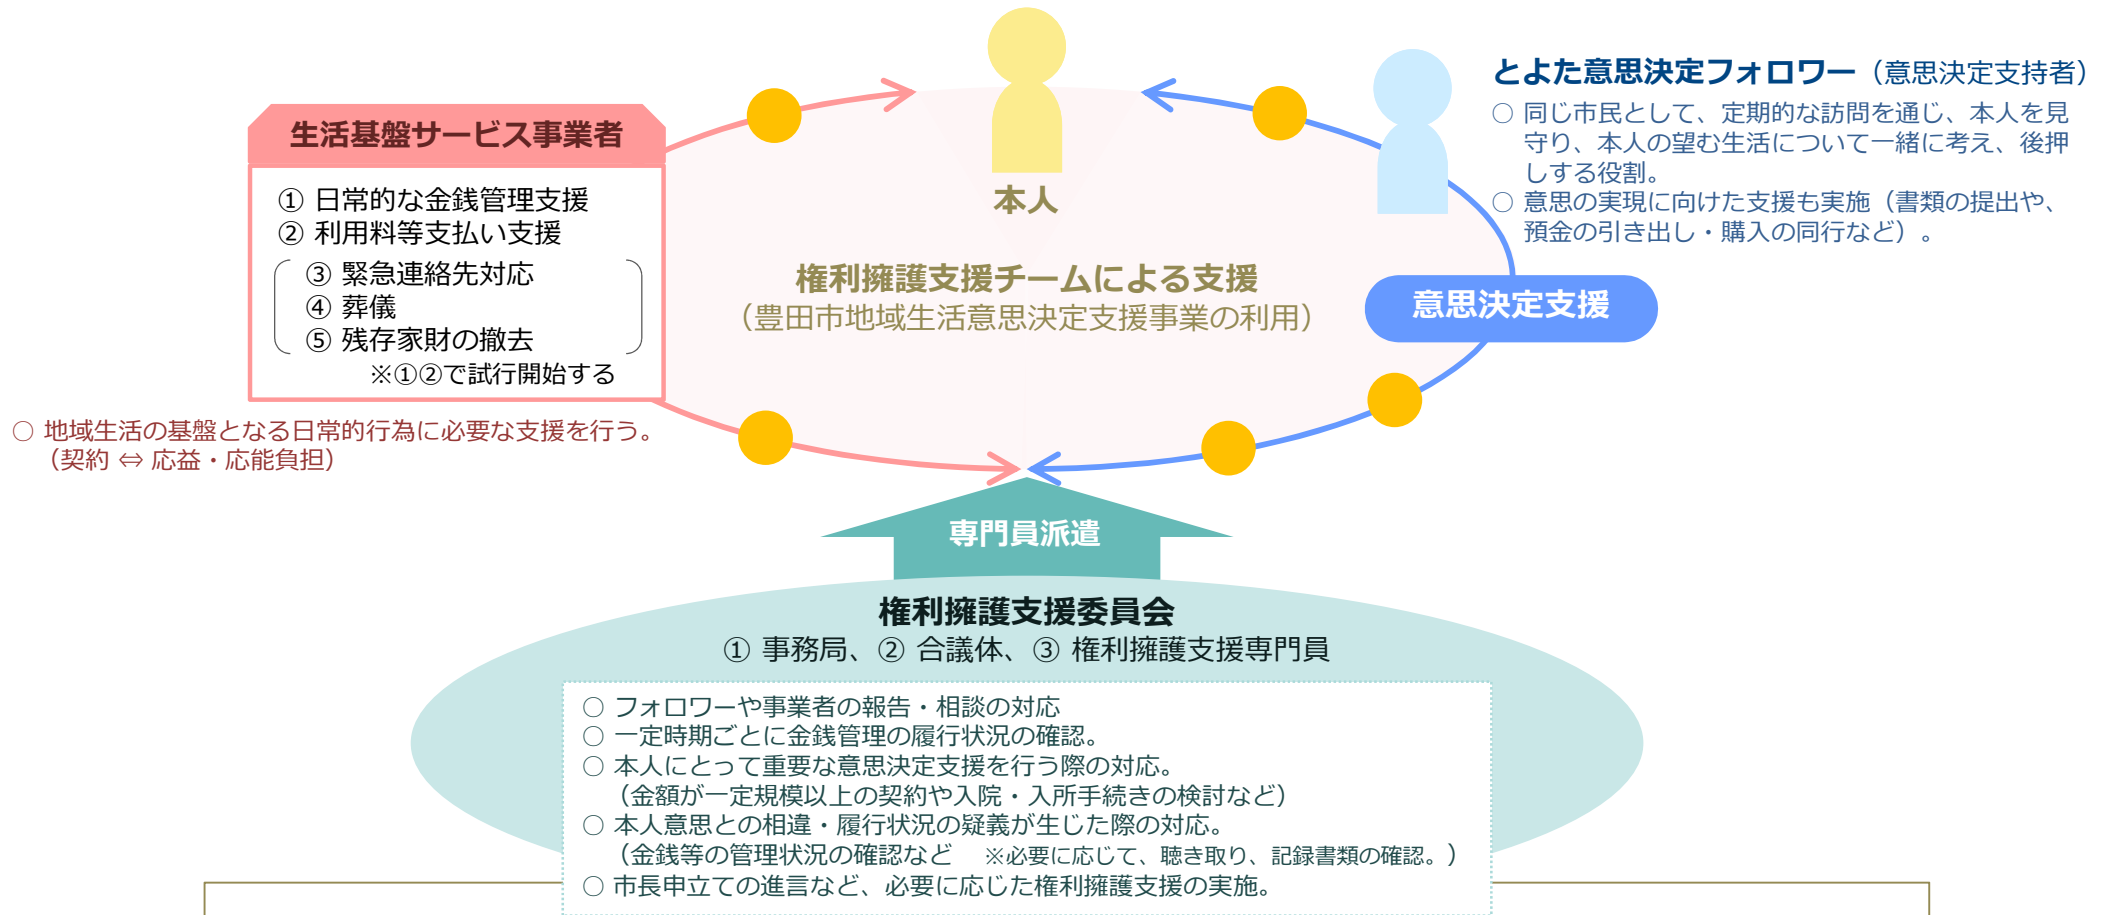 とよた意思決定フォロワー（意思決定支持者）
○ 同じ市民として、定期的な訪問を通じ、本人を見
守り、本人の望む生活について一緒に考え、後押
しする役割。
○ 意思の実現に向けた支援も実施（書類の提出や、
預金の引き出し・購入の同行など）。
生活基盤サービス事業者
① 日常的な金銭管理支援
② 利用料等支払い支援
③ 緊急連絡先対応
④ 葬儀
⑤ 残存家財の撤去
※①②で試行開始する
本人
権利擁護支援チームによる支援
（豊田市地域生活意思決定支援事業の利用）
意思決定支援
○ 地域生活の基盤となる日常的行為に必要な支援を行う。
（契約 ⇔ 応益・応能負担）
専門員派遣
権利擁護支援委員会
① 事務局、② 合議体、③ 権利擁護支援専門員
○ フォロワーや事業者の報告・相談の対応
○ 一定時期ごとに金銭管理の履行状況の確認。
○ 本人にとって重要な意思決定支援を行う際の対応。
（金額が一定規模以上の契約や入院・入所手続きの検討など）
○ 本人意思との相違・履行状況の疑義が生じた際の対応。
（金銭等の管理状況の確認など　※必要に応じて、聴き取り、記録書類の確認。）
○ 市長申立ての進言など、必要に応じた権利擁護支援の実施。